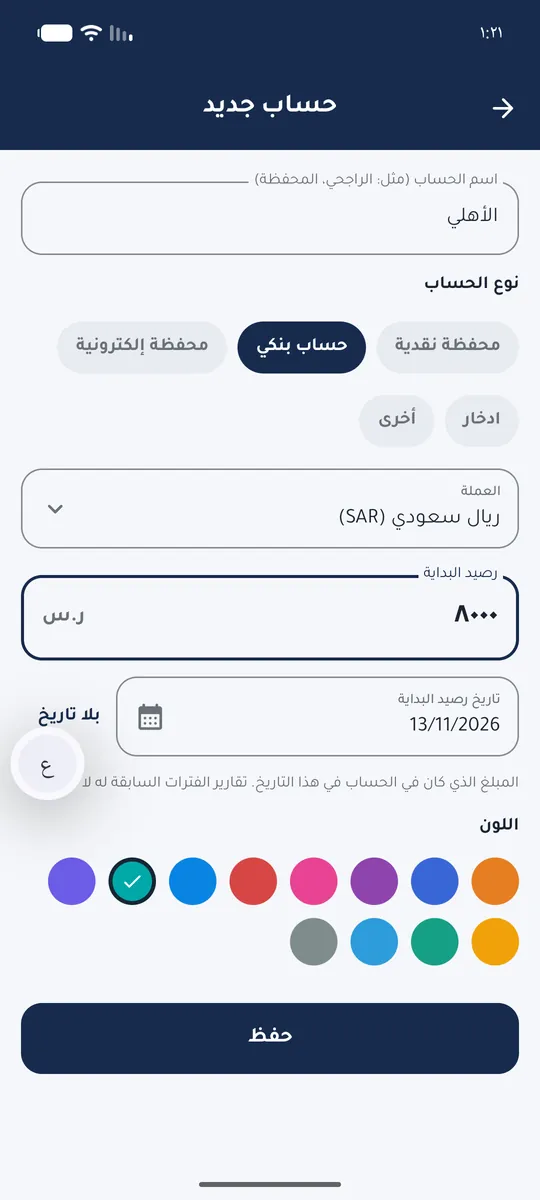 ١:٢١
حساب جديد
اسم الحساب (مثل: الراجحي، المحفظة)
الأهلي
نوع الحساب
محفظة نقدية
حساب بنكي
محفظة إلكترونية
ادخار
أخرى
العملة
ريال سعودي (SAR)
رصيد البداية
٨٠٠٠
ر.س
تاريخ رصيد البداية
13/11/2026
بلا تاريخ
ع
المبلغ الذي كان في الحساب في هذا التاريخ. تقارير الفترات السابقة له لا
اللون
حفظ